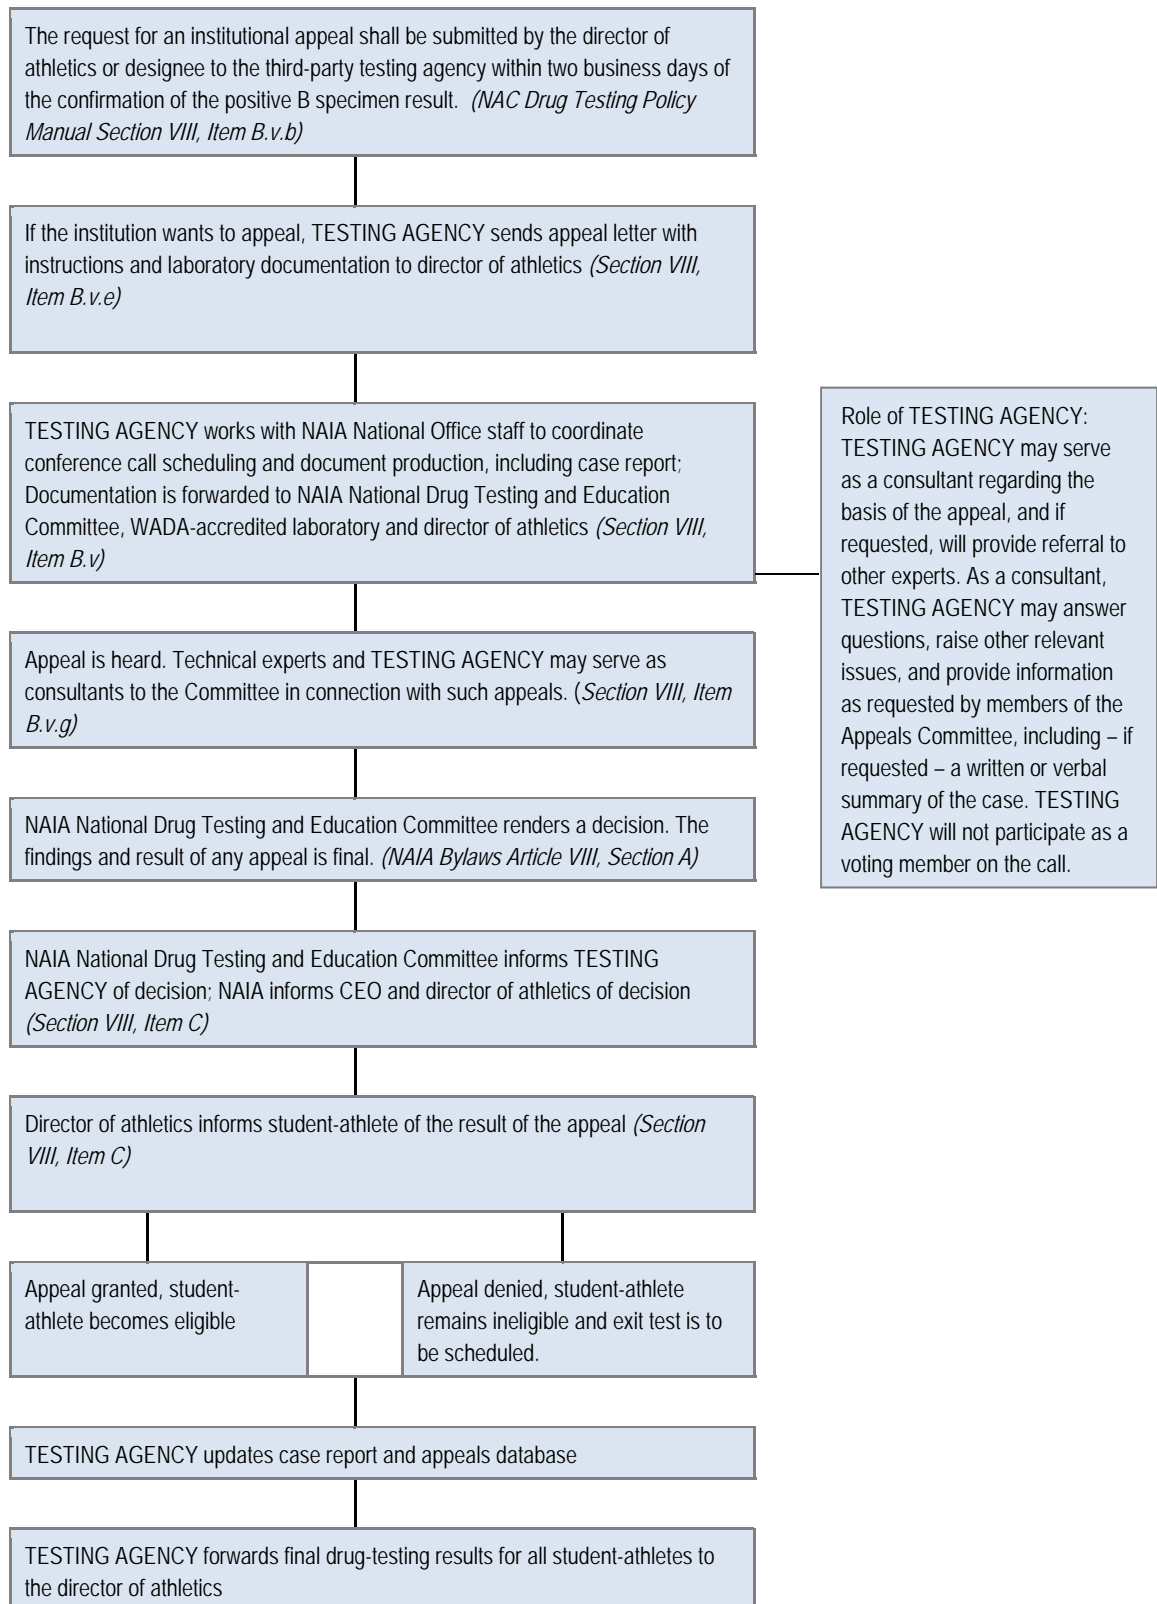 The request for an institutional appeal shall be submitted by the director of
athletics or designee to the third-party testing agency within two business days of
the confirmation of the positive B specimen result.  (NAC Drug Testing Policy
Manual Section VIII, Item B.v.b)
If the institution wants to appeal, TESTING AGENCY sends appeal letter with
instructions and laboratory documentation to director of athletics (Section VIII,
Item B.v.e)
TESTING AGENCY works with NAIA National Office staff to coordinate
conference call scheduling and document production, including case report;
Documentation is forwarded to NAIA National Drug Testing and Education
Committee, WADA-accredited laboratory and director of athletics (Section VIII,
Item B.v)
Role of TESTING AGENCY:
TESTING AGENCY may serve
as a consultant regarding the
basis of the appeal, and if
requested, will provide referral to
other experts. As a consultant,
TESTING AGENCY may answer
questions, raise other relevant
issues, and provide information
as requested by members of the
Appeals Committee, including – if
requested – a written or verbal
summary of the case. TESTING
AGENCY will not participate as a
voting member on the call.
Appeal is heard. Technical experts and TESTING AGENCY may serve as
consultants to the Committee in connection with such appeals. (Section VIII, Item
B.v.g)
NAIA National Drug Testing and Education Committee renders a decision. The
findings and result of any appeal is final. (NAIA Bylaws Article VIII, Section A)
NAIA National Drug Testing and Education Committee informs TESTING
AGENCY of decision; NAIA informs CEO and director of athletics of decision
(Section VIII, Item C)
Director of athletics informs student-athlete of the result of the appeal (Section
VIII, Item C)
Appeal granted, student-
athlete becomes eligible
Appeal denied, student-athlete
remains ineligible and exit test is to
be scheduled.
TESTING AGENCY updates case report and appeals database
TESTING AGENCY forwards final drug-testing results for all student-athletes to
the director of athletics